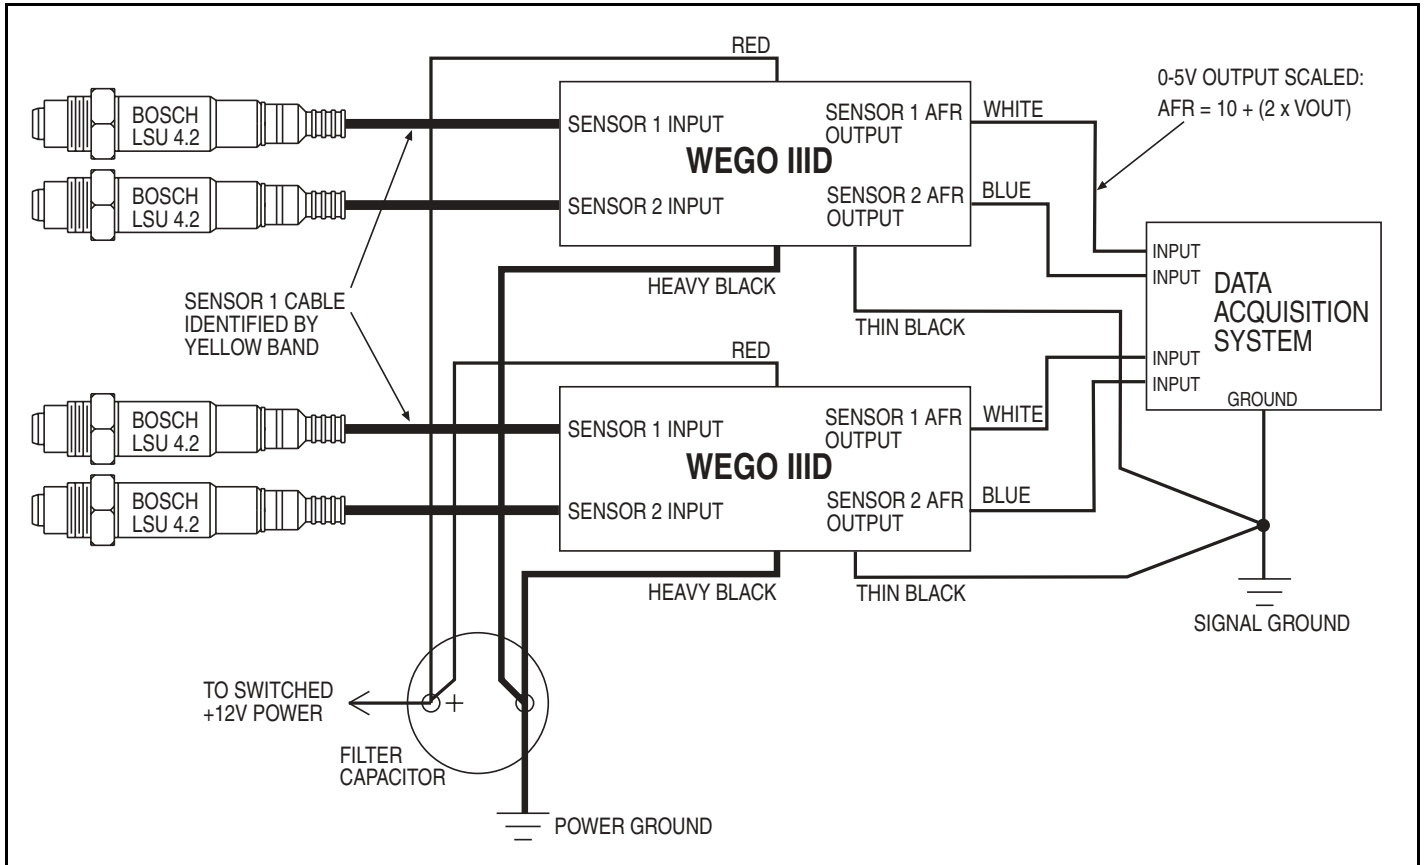 RED
0-5V OUTPUT SCALED:
AFR = 10 + (2 x VOUT)
BOSCH
LSU 4.2
SENSOR 1 INPUT
SENSOR 1 AFR
OUTPUT
WHITE
WEGO IIID
BOSCH
LSU 4.2
SENSOR 2 INPUT
SENSOR 2 AFR
OUTPUT
BLUE
INPUT
INPUT
DATA
ACQUISITION
SYSTEM
INPUT
INPUT
GROUND
HEAVY BLACK
THIN BLACK
SENSOR 1 CABLE
IDENTIFIED BY
YELLOW BAND
RED
BOSCH
LSU 4.2
SENSOR 1 INPUT
SENSOR 1 AFR
OUTPUT
WHITE
WEGO IIID
BOSCH
LSU 4.2
SENSOR 2 INPUT
SENSOR 2 AFR
OUTPUT
BLUE
HEAVY BLACK
THIN BLACK
SIGNAL GROUND
TO SWITCHED
+12V POWER
+
FILTER
CAPACITOR
POWER GROUND